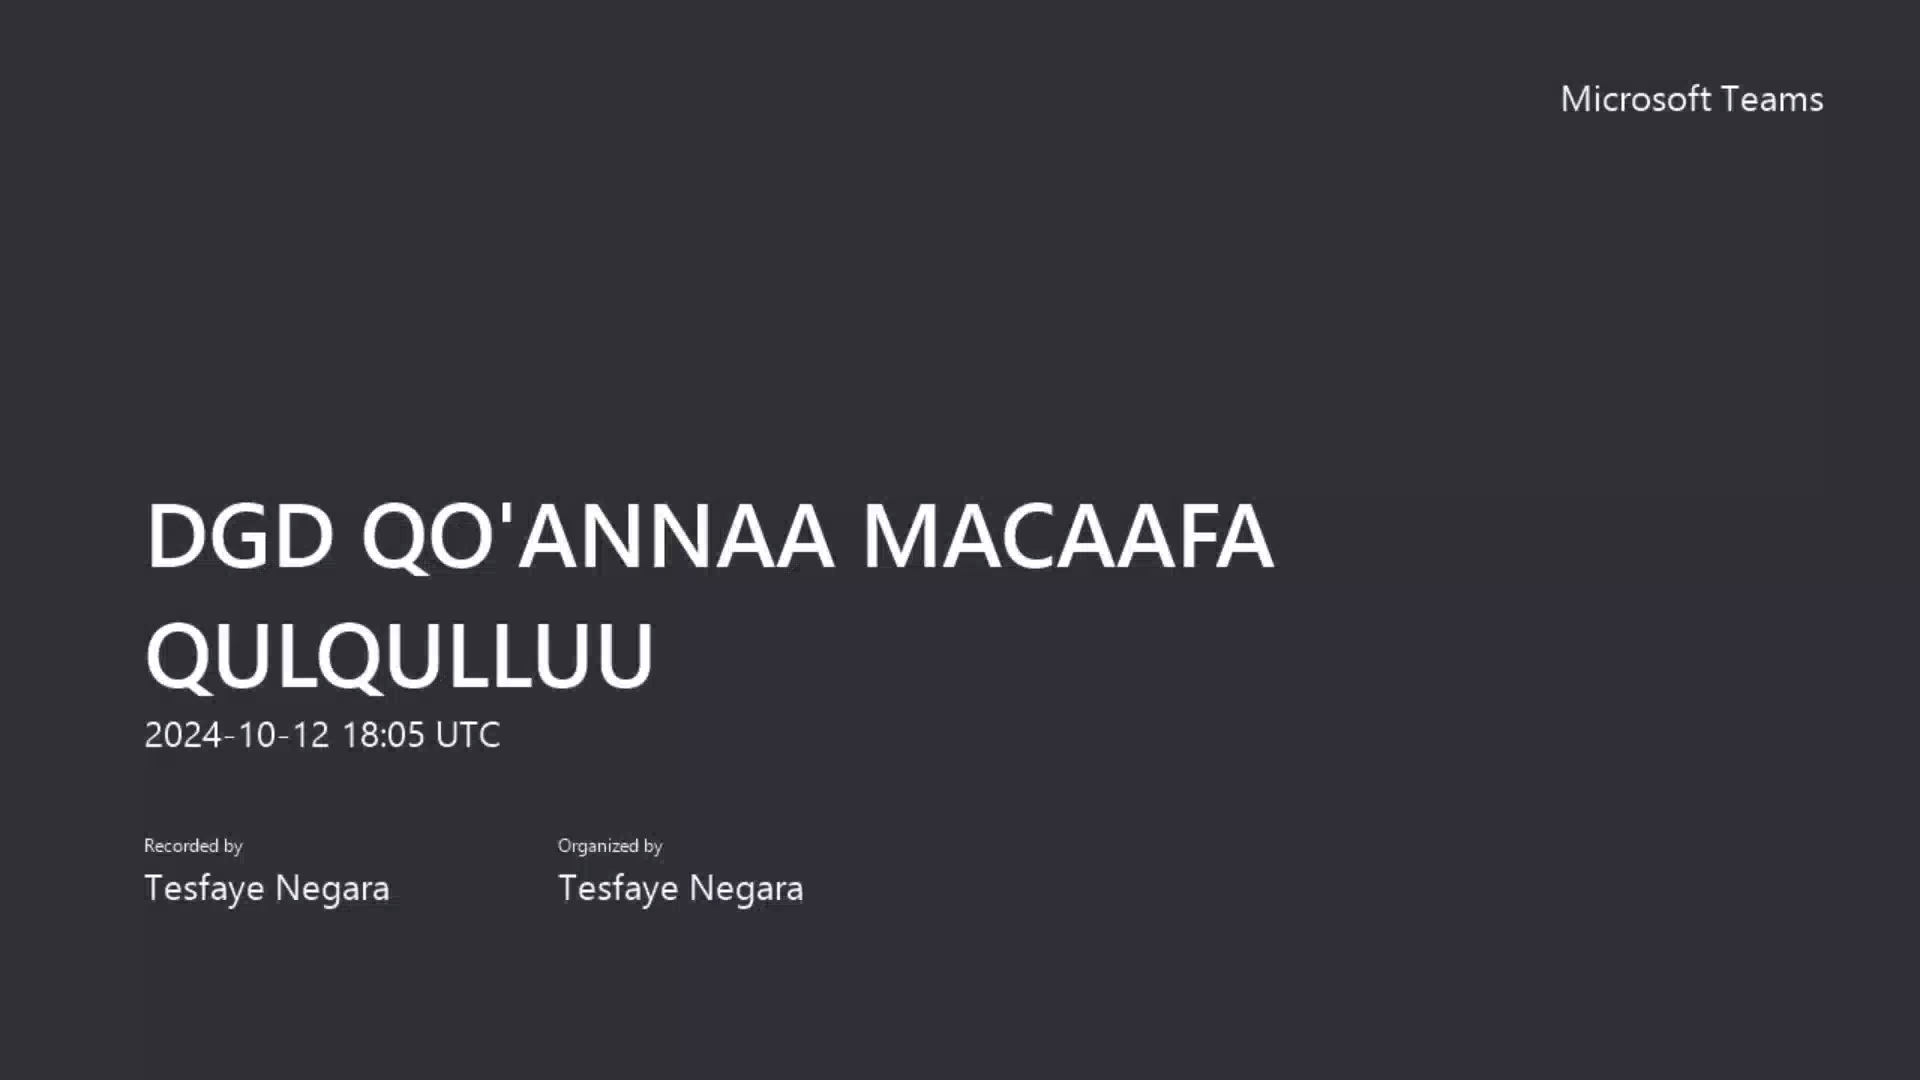 Microsoft Teams
DGD QO'ANNAA MACAAFA
QULQULLUU
2024-10-12 18:05 UTC
Recorded by
Tesfaye Negara
Organized by
Tesfaye Negara